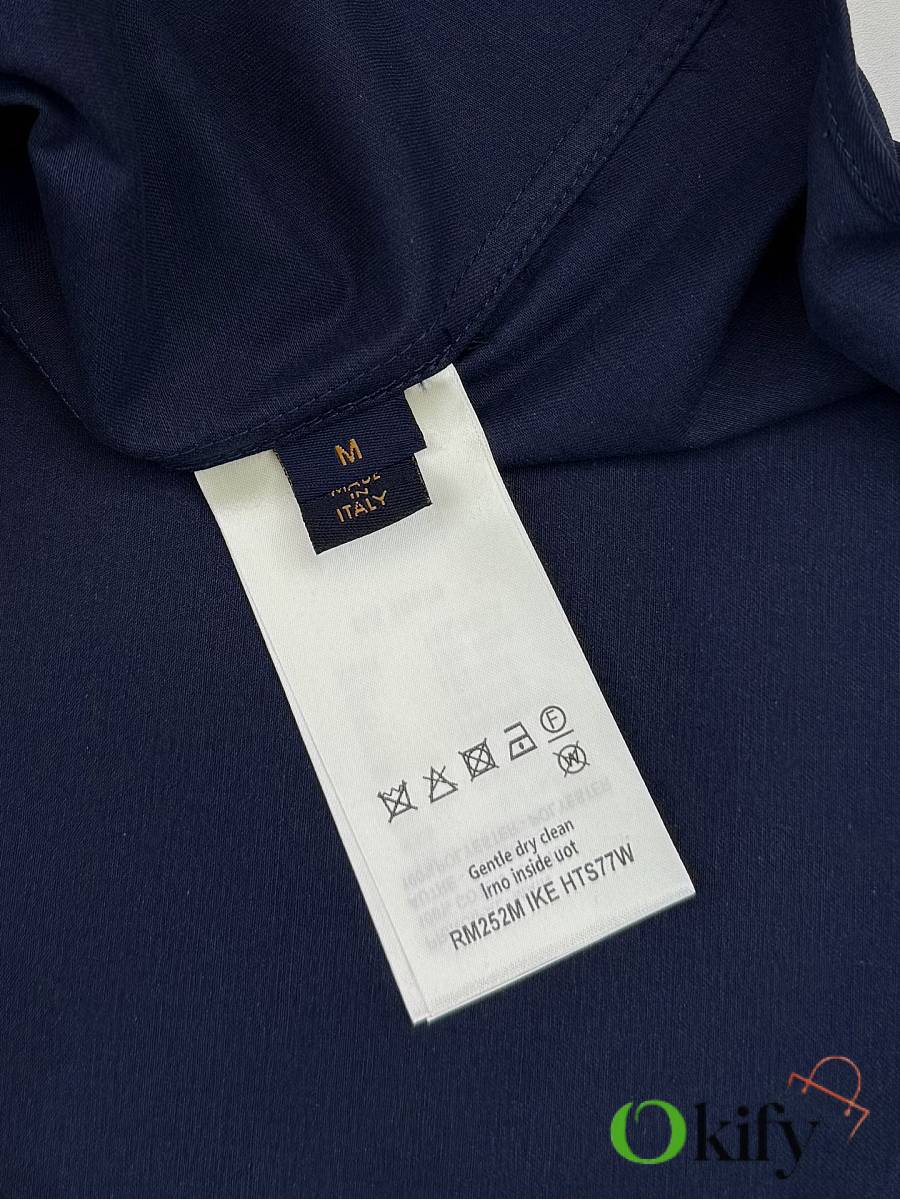 M
MADE
IN
ITALY
F
W
Gentle dry clean
Irno inside uot
RM252M IKE HTS77W
Okify